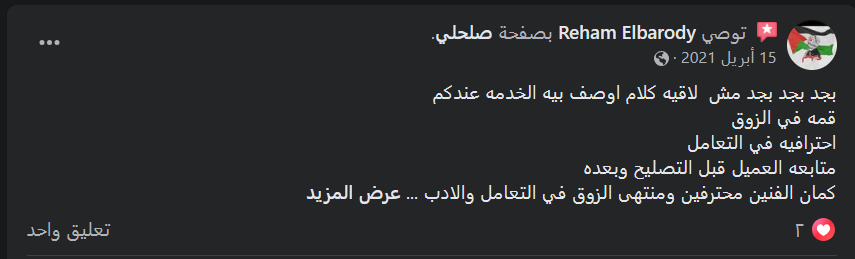 توصي Reham Elbarody بصفحة صلحلي.
15 أبريل 2021 ·
بجد بجد بجد مش لاقيه كلام اوصف بيه الخدمه عندكم
قمه في الزوق
احترافيه في التعامل
متابعه العميل قبل التصليح وبعده
كمان الفنين محترفين ومنتهى الزوق في التعامل والادب ... عرض المزيد
٢
تعليق واحد